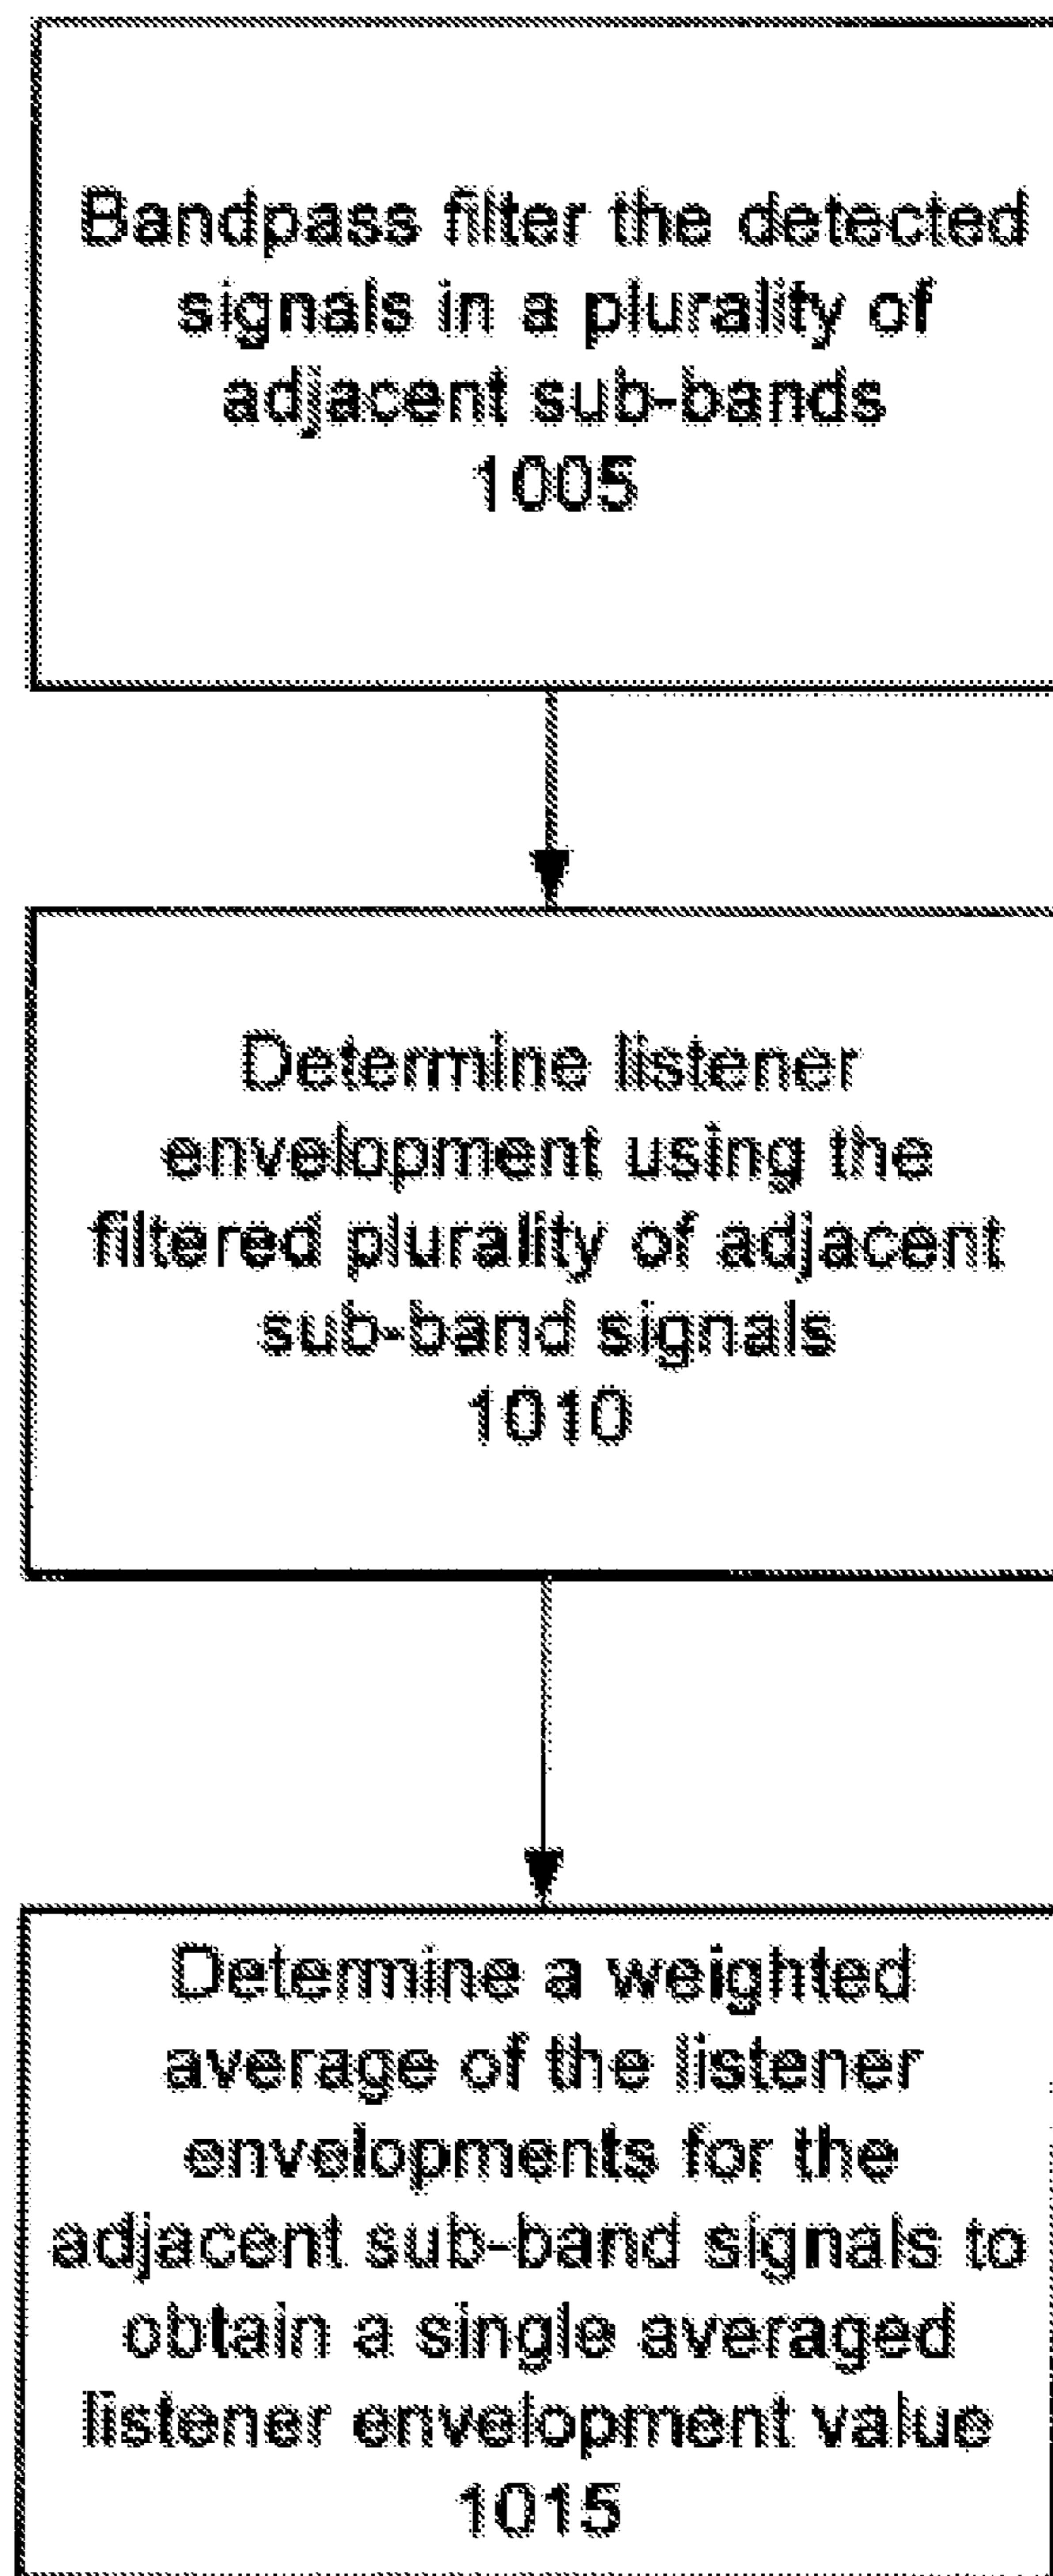 Bandpass filter the detected
signals in a plurality of
adjacent sub-bands
1005
Determine listener
envelopment using the
filtered plurality of adjacent
sub-band signals
1010
Determine a weighted
average of the listener
envelopments for the
adjacent sub-band signals to
obtain a single averaged
listener envelopment value
1015